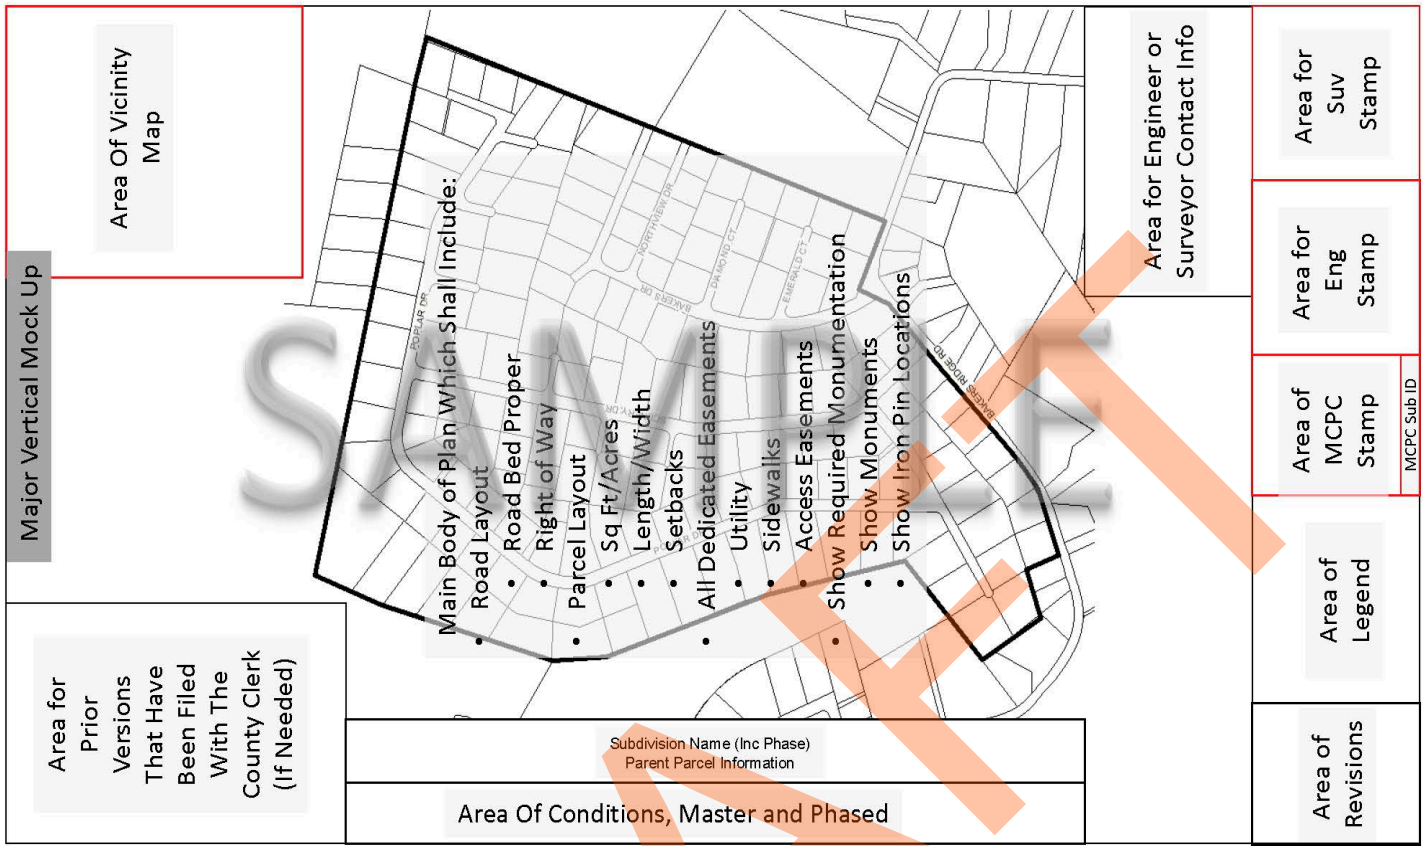 Major Vertical Mock Up
Area Of Vicinity
Map
Area for
Prior
Versions
That Have
Been Filed
With The
County Clerk
(If Needed)
Main Body of Plan Which Shall Include:
• Road Layout
• Road Bed Proper
• Right of Way
• Parcel Layout
• Sq Ft/Acres
• Length/Width
• Setbacks
• All Dedicated Easements
• Utility
• Sidewalks
• Access Easements
• Show Required Monumentation
• Show Monuments
• Show Iron Pin Locations
POPLAR DR
NORTHVIEW DR
BAKERS DR
DIAMOND CT
EMERALD CT
BAKERS RIDGE RD
POPLAR DR
SAMPLE
Subdivision Name (Inc Phase)
Parent Parcel Information
Area Of Conditions, Master and Phased
Area for Engineer or
Surveyor Contact Info
Area for
Suv
Stamp
Area for
Eng
Stamp
Area of
MCPC
Stamp
MCPC Sub ID
Area of
Legend
Area of
Revisions